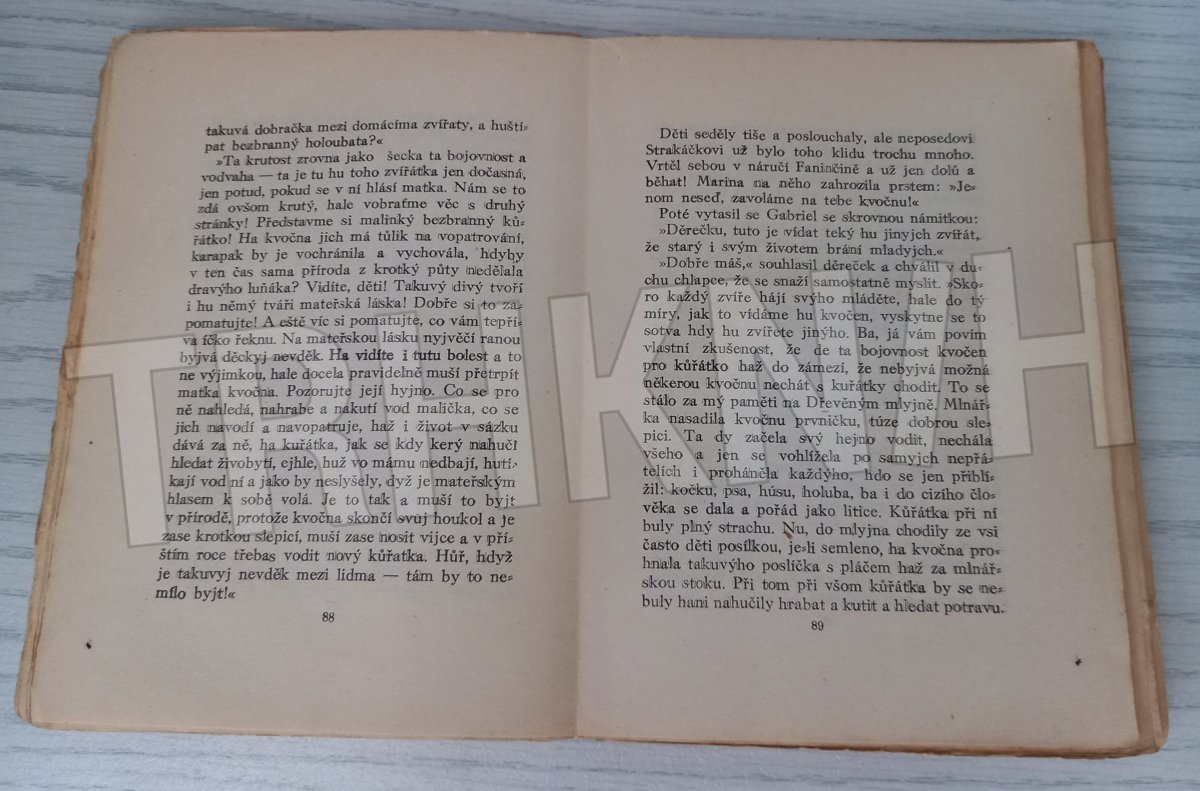 takuvá dobračka mezi domácíma zvířaty, a huští-
pat bezbranný holoubata?«
»Ta krutost zrovna jako šecka ta bojovnost a
vodvaha — ta je tu hu toho zvířátka jen dočasná,
jen potud, pokud se v ní hlásí matka. Nám se to
zdá ovšom krutý, hale vobraťme věc s druhý
stránky! Představme si malinký bezbranný ků-
řátko! Ha kvočna jich má tůlik na vopatrování,
karapak by je vochránila a vychovála, hdyby
v ten čas sama příroda z krotký půty nedělala
dravýho luňáka? Vidíte, děti! Takuvý divý tvoří
i hu němý tváři mateřská láska! Dobře si to za-
pomatujte! A eště víc si pomatujte, co vám tepří-
va íčko řeknu. Na mateřskou lásku nyjvěčí ranou
byjvá děckyj nevděk. Ha vidíte i tutu bolest a to
ne výjimkou, hale docela pravidelně muší přetrpít
matka kvočna. Pozorujte její hyjno. Co se pro
ně nahledá, nahrabe a nakutí vod malička, co se
jich navodí a navopatruje, haž i život v sázku
dává za ně, ha kuřátka, jak se kdy kerý nahučí
hledat živobytí, ejhle, huž vo mámu nedbají, hutí-
kají vod ní a jako by neslyšely, dyž je mateřským
hlasem k sobě volá. Je to tak a muší to byjt
v přírodě, protože kvočna skončí svuj houkol a je
zase krotkou slepicí, muší zase nosit vijce a v pří-
štím roce třebas vodit nový kůřatka. Hůř, hdyž
je takuvyj nevděk mezi lidma — tám by to ne-
mílo byjt!«
88
Děti seděly tiše a poslouchaly, ale neposedovi
Strakáčkovi už bylo toho klidu trochu mnoho.
Vrtěl sebou v náručí Faninčině a už jen dolů a
běhat! Marina na něho zahrozila prstem: »Je-
nom neseď, zavoláme na tebe kvočnu!«
Poté vytasil se Gabriel se skrovnou námitkou:
»Děrečku, tuto je vídat teký hu jinyjch zvířát,
že starý i svým životem brání mladyjch.«
»Dobře máš,« souhlasil děreček a chválil v du-
chu chlapce, že se snaží samostatně myslit. »Sko-
ro každý zvíře hájí svýho mláděte, hale do tý
míry, jak to vídáme hu kvočen, vyskytne se to
sotva hdy hu zvířete jinýho. Ba, já vám povím
vlastní zkušenost, že de ta bojovnost kvočen
pro kůřátko haž do zámezí, že nebyjvá možná
někerou kvočnu nechát s kuřátky chodit. To se
stálo za mý paměti na Dřevěným mlyjně. Mlnář-
ka nasadila kvočnu prvničku, túze dobrou sle-
pici. Ta dy začela svý hejno vodit, nechála
všeho a jen se vohlížela po samyjch nepřá-
telích i proháněla každýho, hdo se jen přiblí-
žil: kočku, psa, húsu, holuba, ba i do cizího člo-
věka se dala a pořád jako litice. Kůřátka při ní
buly plný strachu. Nu, do mlyjna chodily ze vsi
často děti posílkou, jesli semleno, ha kvočna pro-
hnala takuvýho poslíčka s pláčem haž za mlnář-
skou stoku. Při tom při všom kůřátka by se ne-
buly hani nahučily hrabat a kutit a hledat potravu.
89
TRHKNIH